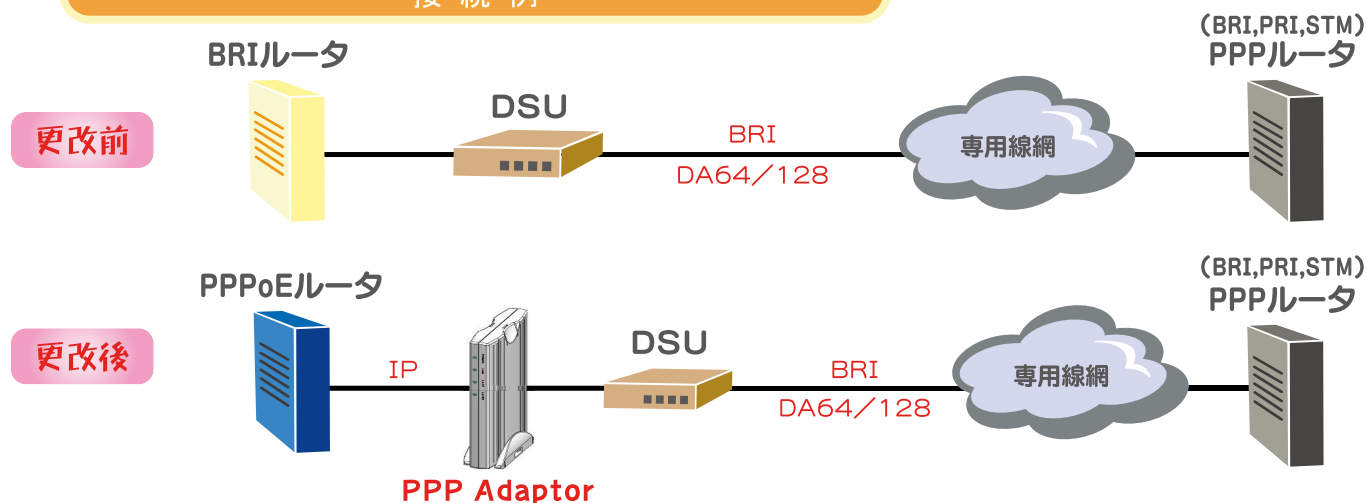 接続例
BRIルータ
(BRI,PRI,STM)
PPPルータ
更改前
DSU
BRI
DA64／128
専用線網
PPPoEルータ
(BRI,PRI,STM)
PPPルータ
更改後
IP
DSU
BRI
DA64／128
専用線網
PPP Adaptor